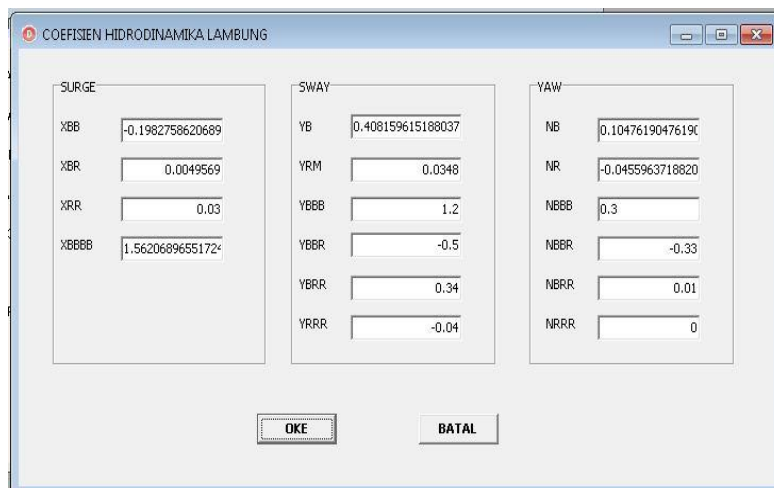 COEFISIEN HIDRODINAMIKA LAMBUNG
SURGE
XBB -0.1982758620689
XBR 0.0049569
XRR 0.03
XBBBB 1.5620689655172
SWAY
YB 0.408159615188037
YRM 0.0348
YBBB 1.2
YBBR -0.5
YBRR 0.34
YRRR -0.04
YAW
NB 0.10476190476190
NR -0.0455963718820
NBBB 0.3
NBBR -0.33
NBRR 0.01
NRRR 0
OKE BATAL